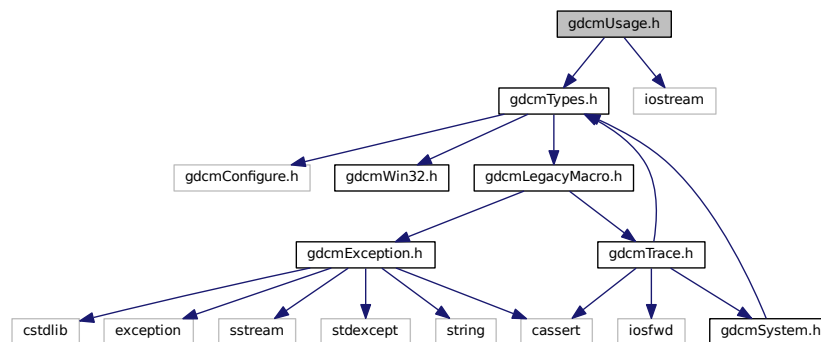 gdcmUsage.h
gdcmTypes.h
iostream
gdcmConfigure.h
gdcmWin32.h
gdcmLegacyMacro.h
gdcmException.h
gdcmTrace.h
cstdlib
exception
sstream
stdexcept
string
cassert
iosfwd
gdcmSystem.h